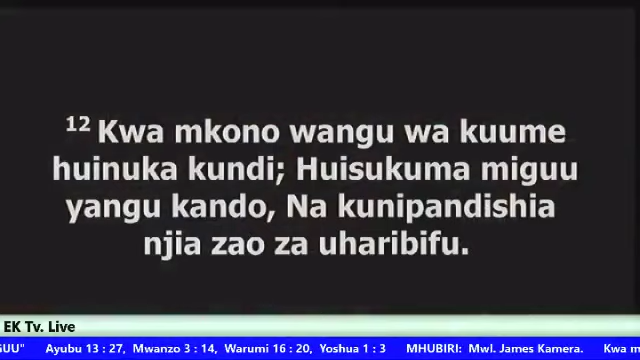 12 Kwa mkono wangu wa kuume
huinuka kundi; Huisukuma miguu
yangu kando, Na kunipandishia
njia zao za uharibifu.
EK Tv. Live
GUU" Ayubu 13 : 27, Mwanzo 3 : 14, Warumi 16 : 20, Yoshua 1 : 3 MHUBIRI: Mwl. James Kamera. Kwa m